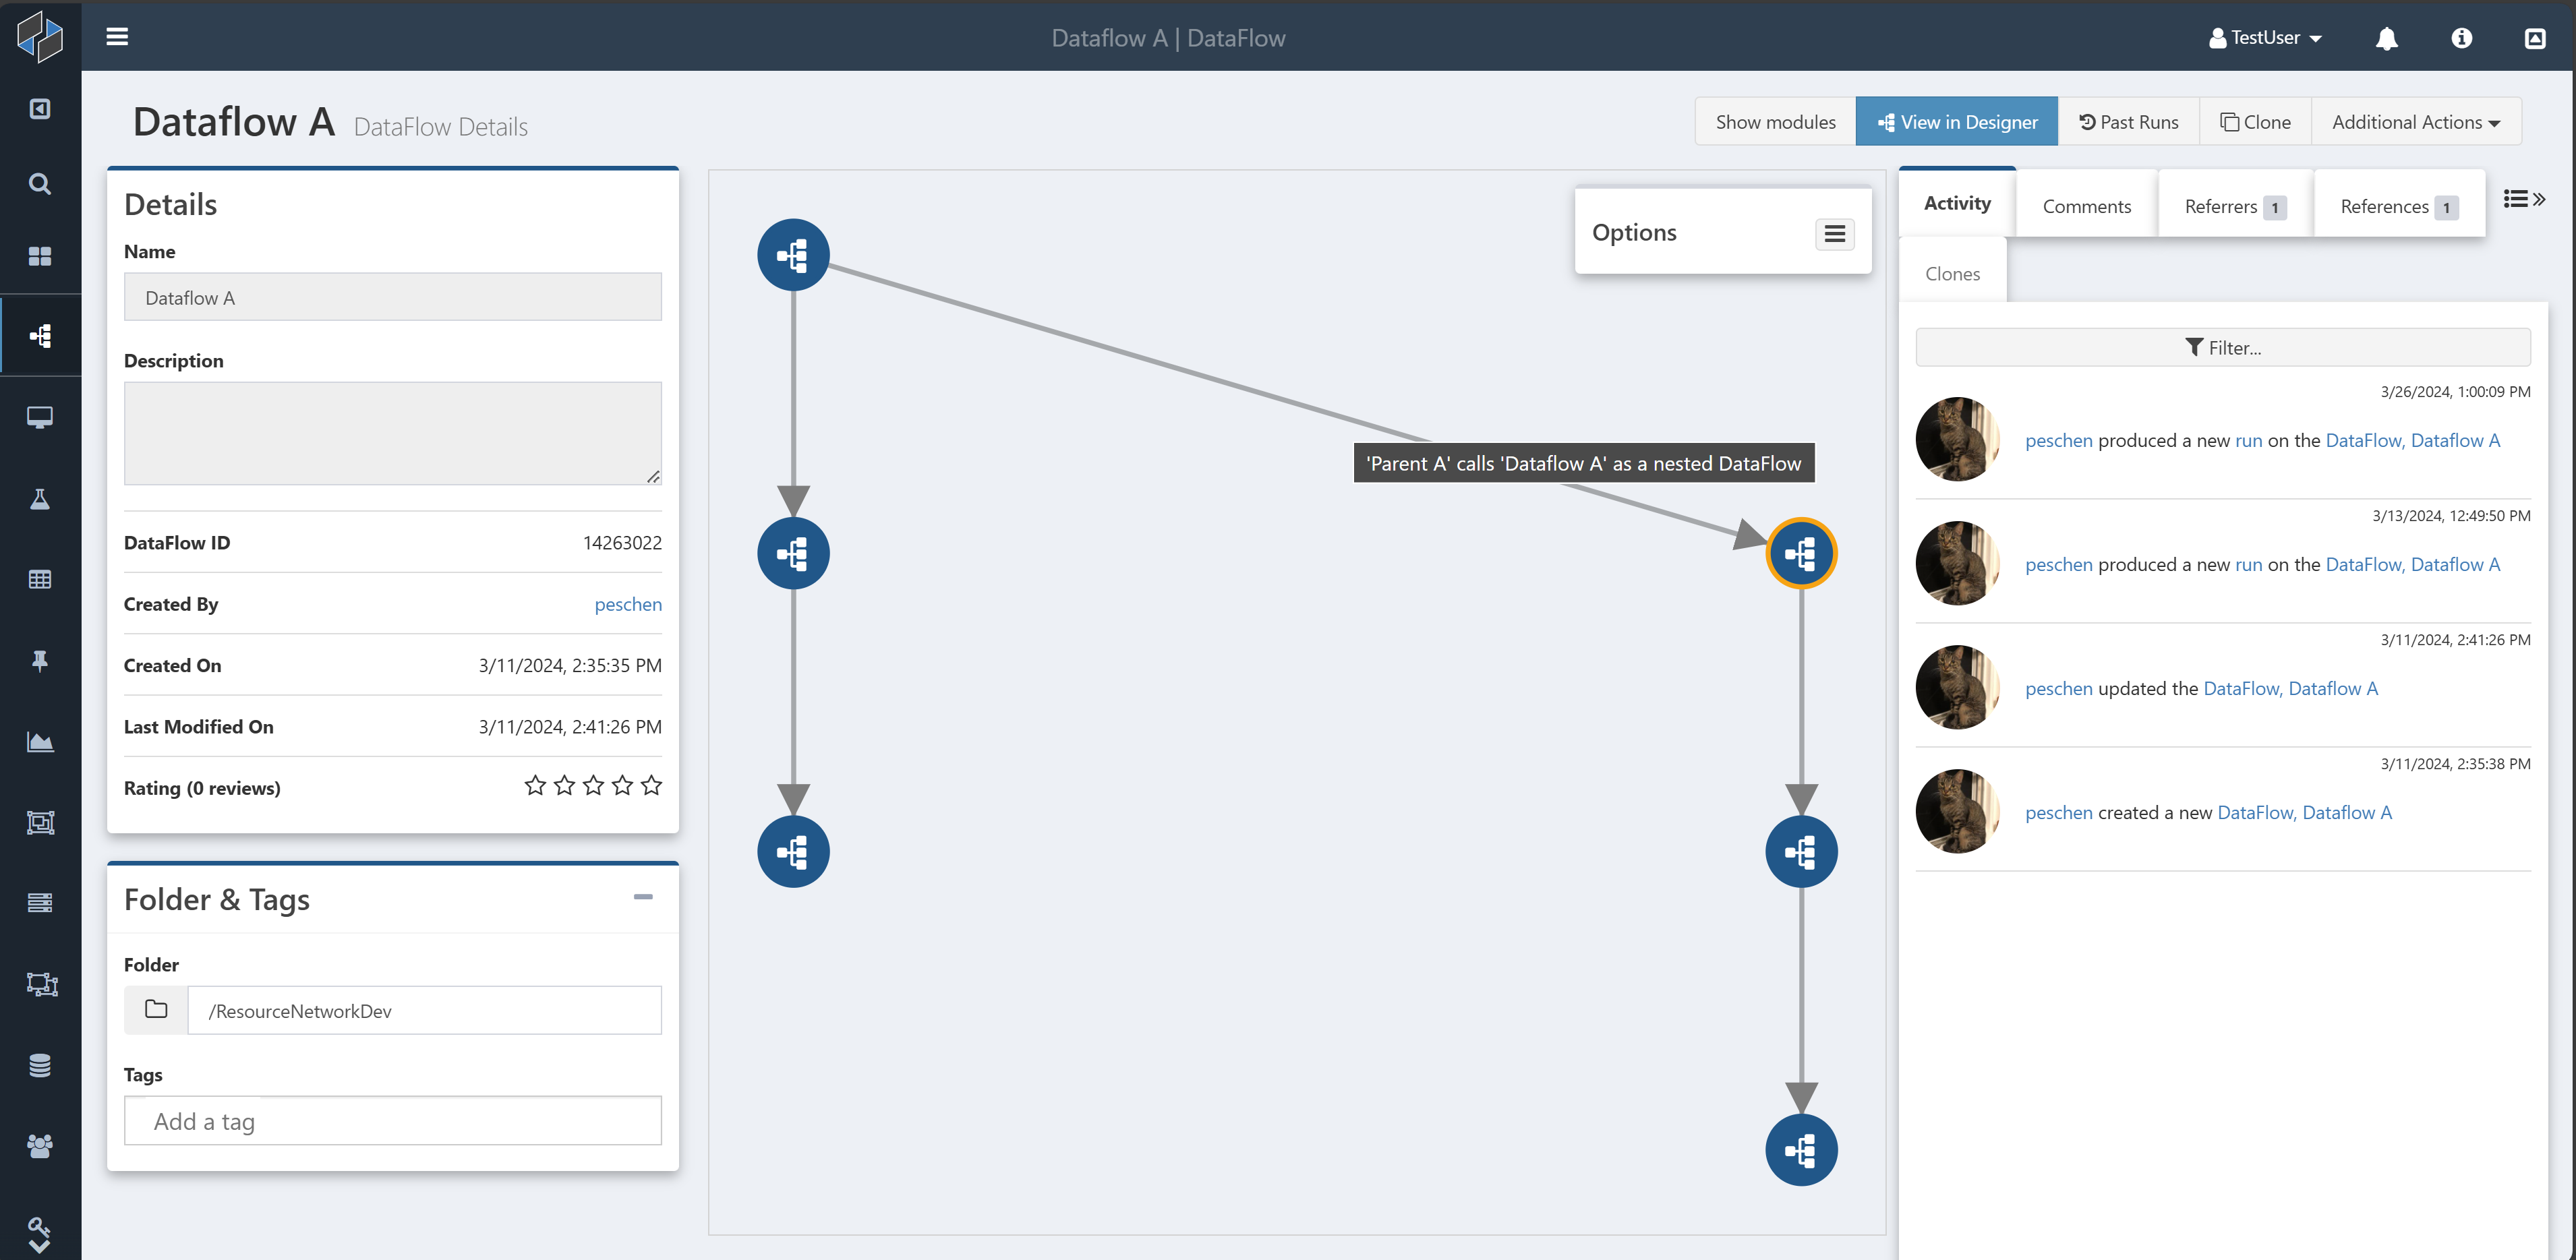 Dataflow A | DataFlow
TestUser
Dataflow A DataFlow Details
Show modules
View in Designer
Past Runs
Clone
Additional Actions
Details
Name
Dataflow A
Description
DataFlow ID 14263022
Created By peschen
Created On 3/11/2024, 2:35:35 PM
Last Modified On 3/11/2024, 2:41:26 PM
Rating (0 reviews)
Folder & Tags
Folder
/ResourceNetworkDev
Tags
Add a tag
Options
'Parent A' calls 'Dataflow A' as a nested DataFlow
Activity
Comments
Referrers 1
References 1
Clones
Filter...
3/26/2024, 1:00:09 PM
peschen produced a new run on the DataFlow, Dataflow A
3/13/2024, 12:49:50 PM
peschen produced a new run on the DataFlow, Dataflow A
3/11/2024, 2:41:26 PM
peschen updated the DataFlow, Dataflow A
3/11/2024, 2:35:38 PM
peschen created a new DataFlow, Dataflow A